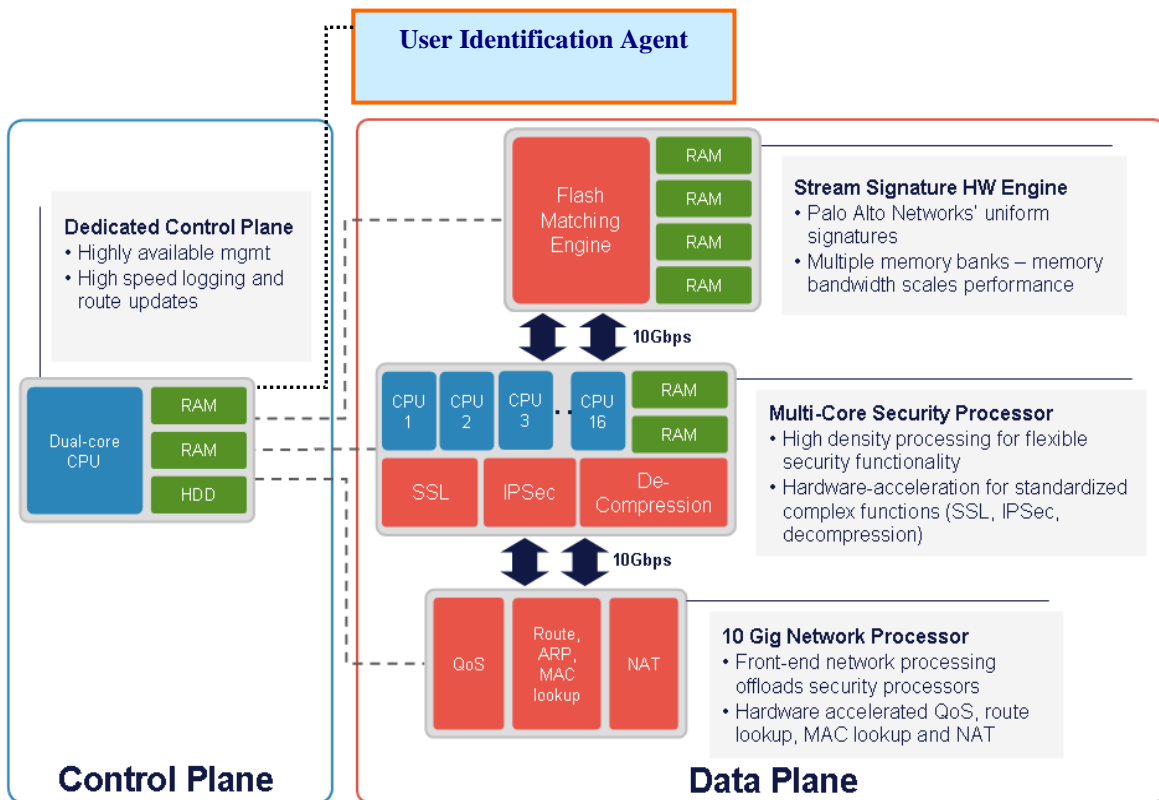 User Identification Agent
Dedicated Control Plane
• Highly available mgmt
• High speed logging and
route updates
Dual-core
CPU
RAM
RAM
HDD
Control Plane
Flash
Matching
Engine
RAM
RAM
RAM
RAM
Stream Signature HW Engine
• Palo Alto Networks' uniform
signatures
• Multiple memory banks – memory
bandwidth scales performance
10Gbps
CPU
1
CPU
2
CPU
3
..
CPU
16
RAM
RAM
SSL
IPSec
De-
Compression
Multi-Core Security Processor
• High density processing for flexible
security functionality
• Hardware-acceleration for standardized
complex functions (SSL, IPSec,
decompression)
10Gbps
QoS
Route,
ARP,
MAC
lookup
NAT
10 Gig Network Processor
• Front-end network processing
offloads security processors
• Hardware accelerated QoS, route
lookup, MAC lookup and NAT
Data Plane